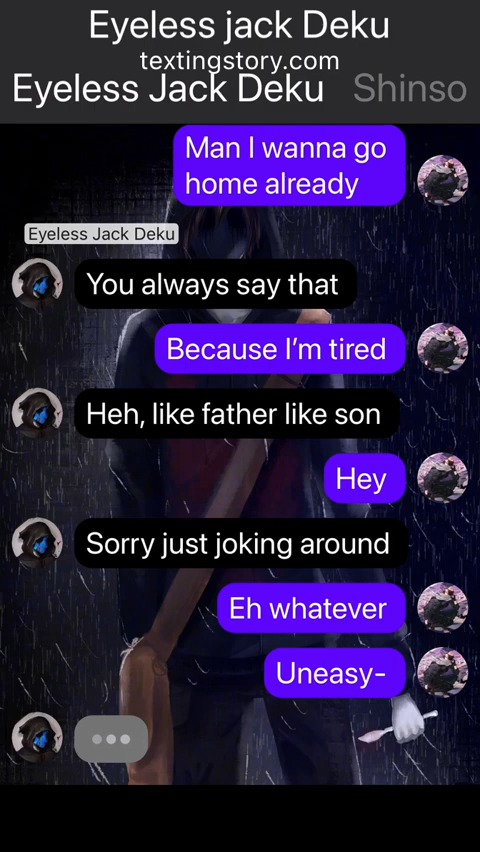 Eyeless jack Deku
textingstory.com
Eyeless Jack Deku Shinso
Man I wanna go
home already
Eyeless Jack Deku
You always say that
Because I’m tired
Heh, like father like son
Hey
Sorry just joking around
Eh whatever
Uneasy-